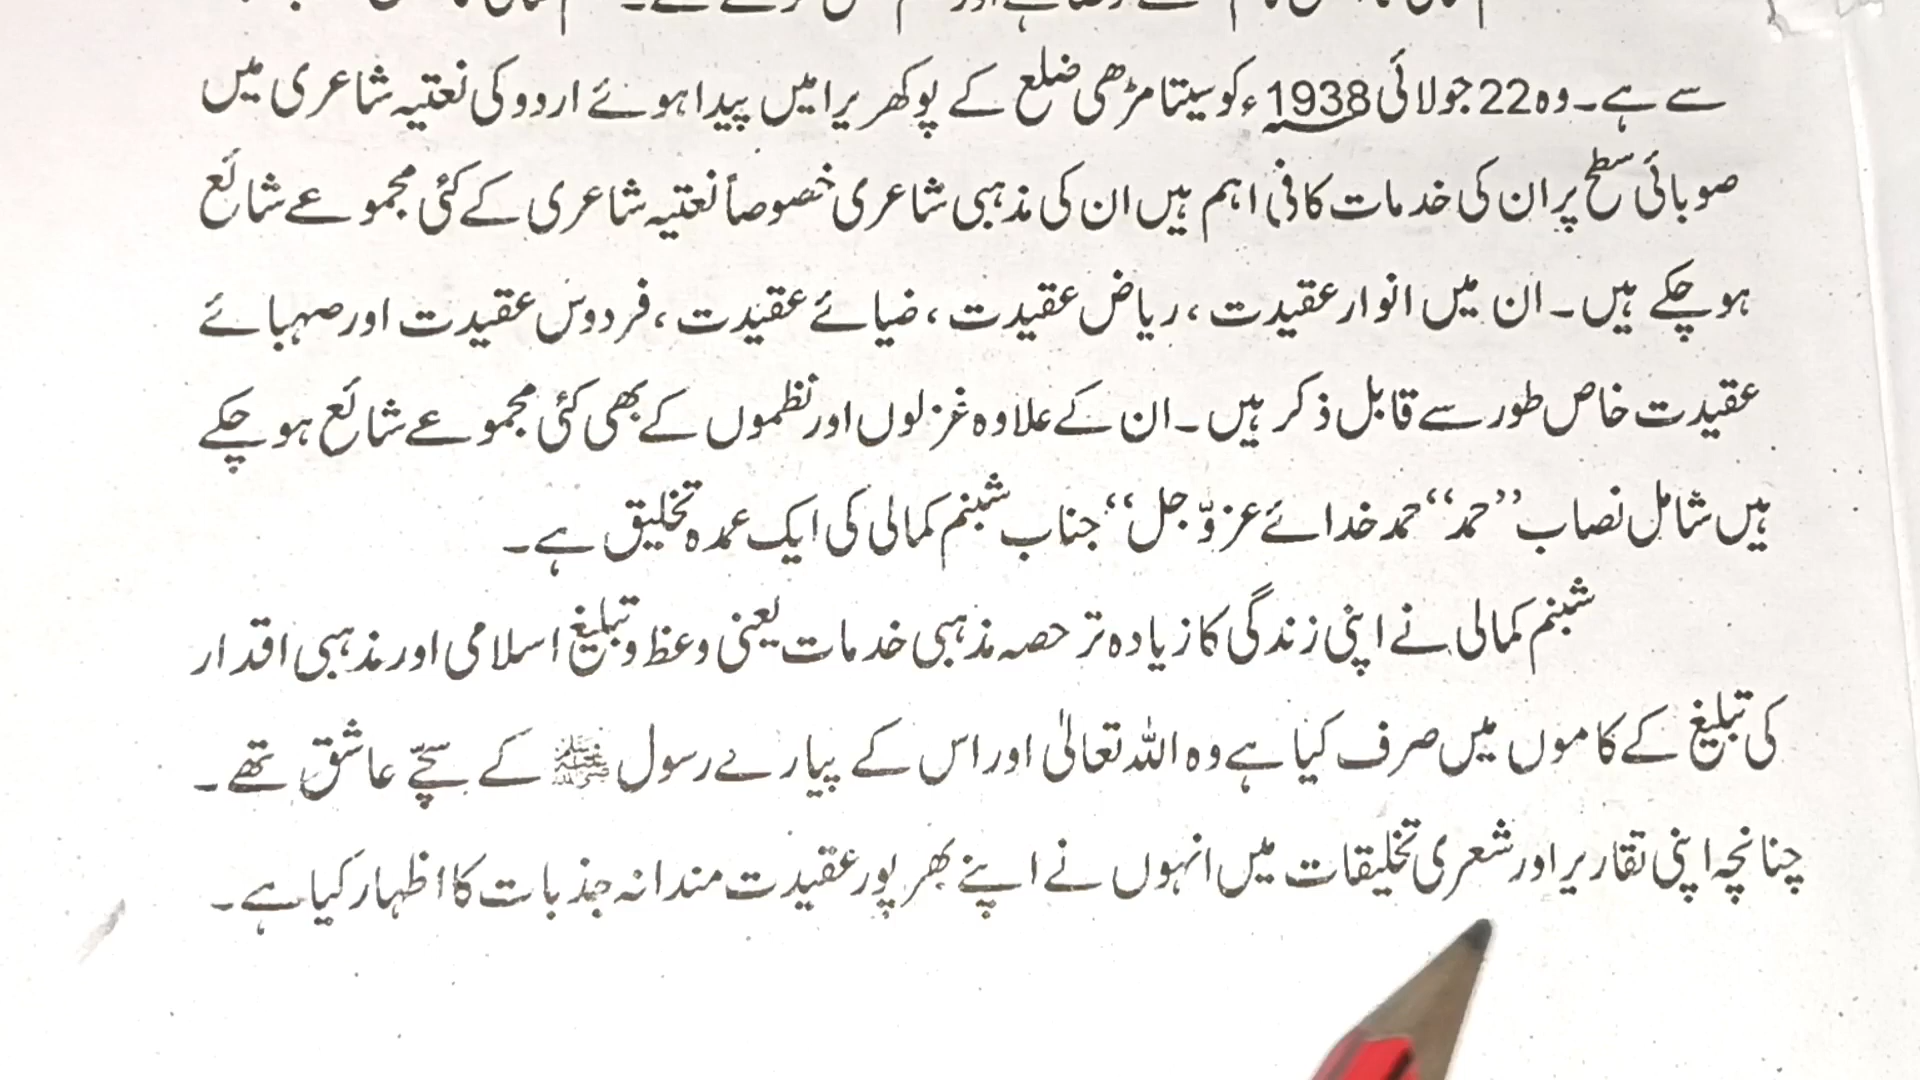 سے ہے۔ وہ 22 جولائی 1938ء کو سیتامڑھی ضلع کے پوکھریرا میں پیدا ہوئے اردو کی نعتیہ شاعری میں
صوبائی سطح پر ان کی خدمات کافی اہم ہیں ان کی مذہبی شاعری خصوصاً نعتیہ شاعری کے کئی مجموعے شائع
ہو چکے ہیں۔ ان میں انوار عقیدت، ریاض عقیدت، ضیائے عقیدت، فردوس عقیدت اور صہبائے
عقیدت خاص طور سے قابل ذکر ہیں۔ ان کے علاوہ غزلوں اور نظموں کے بھی کئی مجموعے شائع ہو چکے
ہیں شامل نصاب ”حمد“ حمد خدائے عزوّجل“ جناب شبنم کمالی کی ایک عمدہ تخلیق ہے۔
شبنم کمالی نے اپنی زندگی کا زیادہ تر حصہ مذہبی خدمات یعنی وعظ و تبلیغ اسلامی اور مذہبی اقدار
کی تبلیغ کے کاموں میں صرف کیا ہے وہ اللہ تعالیٰ اور اس کے پیارے رسول ﷺ کے سچّے عاشق تھے۔
چنانچہ اپنی تقاریر اور شعری تخلیقات میں انہوں نے اپنے بھرپور عقیدت مندانہ جذبات کا اظہار کیا ہے۔